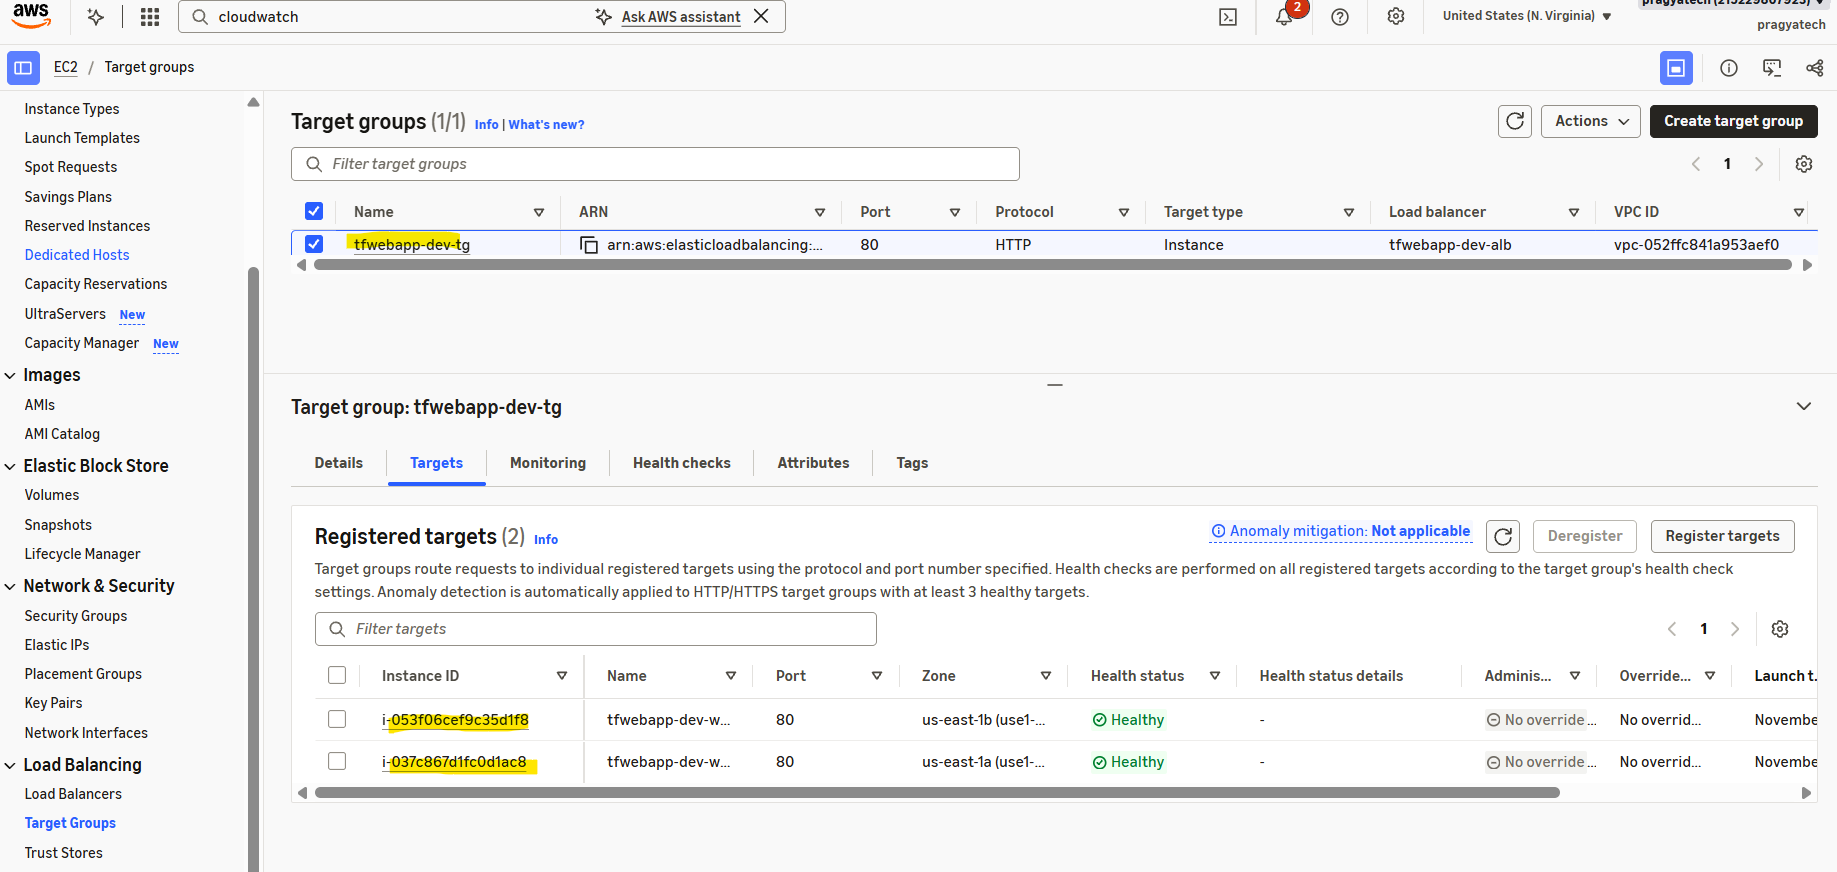 aws
cloudwatch
Ask AWS assistant
2
United States (N. Virginia)
pragyatech
EC2 / Target groups
Instance Types
Launch Templates
Spot Requests
Savings Plans
Reserved Instances
Dedicated Hosts
Capacity Reservations
UltraServers New
Capacity Manager New
Images
AMIs
AMI Catalog
Elastic Block Store
Volumes
Snapshots
Lifecycle Manager
Network & Security
Security Groups
Elastic IPs
Placement Groups
Key Pairs
Network Interfaces
Load Balancing
Load Balancers
Target Groups
Trust Stores
Target groups (1/1) Info | What's new?
Actions
Create target group
Filter target groups
1
Name ARN Port Protocol Target type Load balancer VPC ID
tfwebapp-dev-tg arn:aws:elasticloadbalancing:... 80 HTTP Instance tfwebapp-dev-alb vpc-052ffc841a953aef0
Target group: tfwebapp-dev-tg
Details Targets Monitoring Health checks Attributes Tags
Registered targets (2) Info
Anomaly mitigation: Not applicable
Deregister
Register targets
Target groups route requests to individual registered targets using the protocol and port number specified. Health checks are performed on all registered targets according to the target group's health check
settings. Anomaly detection is automatically applied to HTTP/HTTPS target groups with at least 3 healthy targets.
Filter targets
1
Instance ID Name Port Zone Health status Health status details Adminis... Override... Launch t.
i-053f06cef9c35d1f8 tfwebapp-dev-w... 80 us-east-1b (use1-... Healthy - No override... No overrid... Novembe
i-037c867d1fc0d1ac8 tfwebapp-dev-w... 80 us-east-1a (use1-... Healthy - No override... No overrid... Novembe